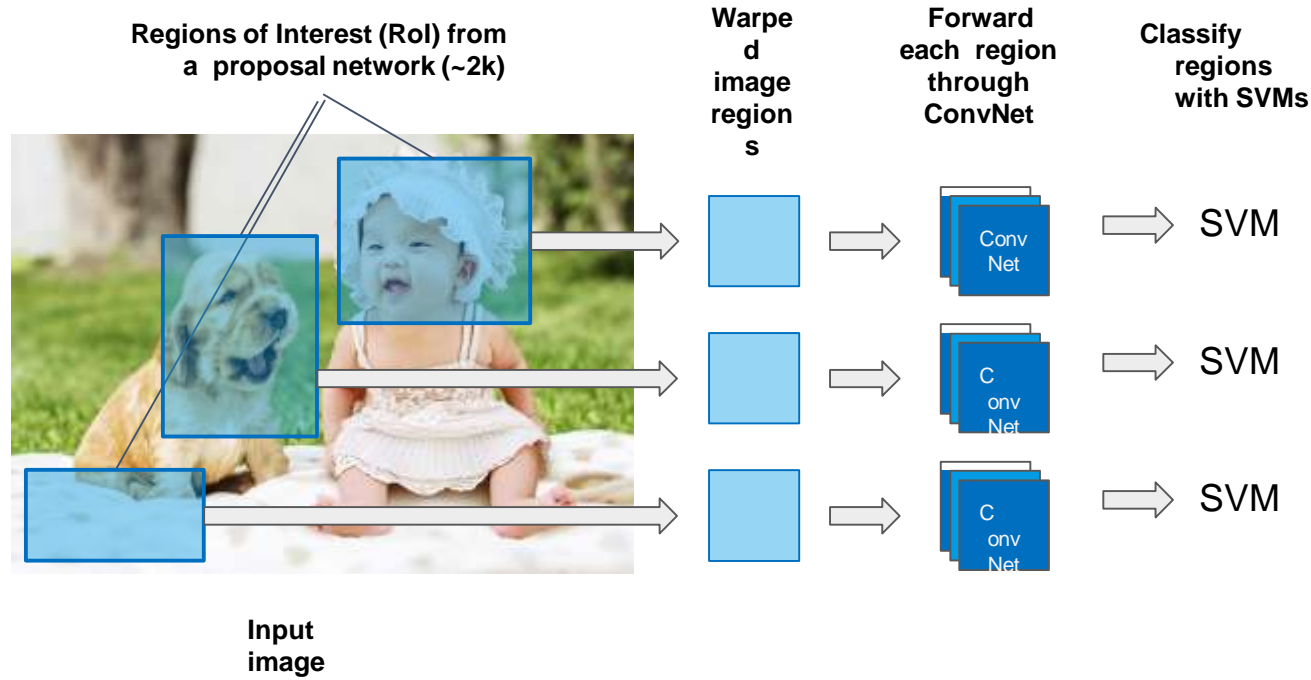 Regions of Interest (RoI) from
a proposal network (~2k)
Warpe
d
image
region
s
Forward
each region
through
ConvNet
Classify
regions
with SVMs
Conv
Net
SVM
C
onv
Net
SVM
C
onv
Net
SVM
Input
image